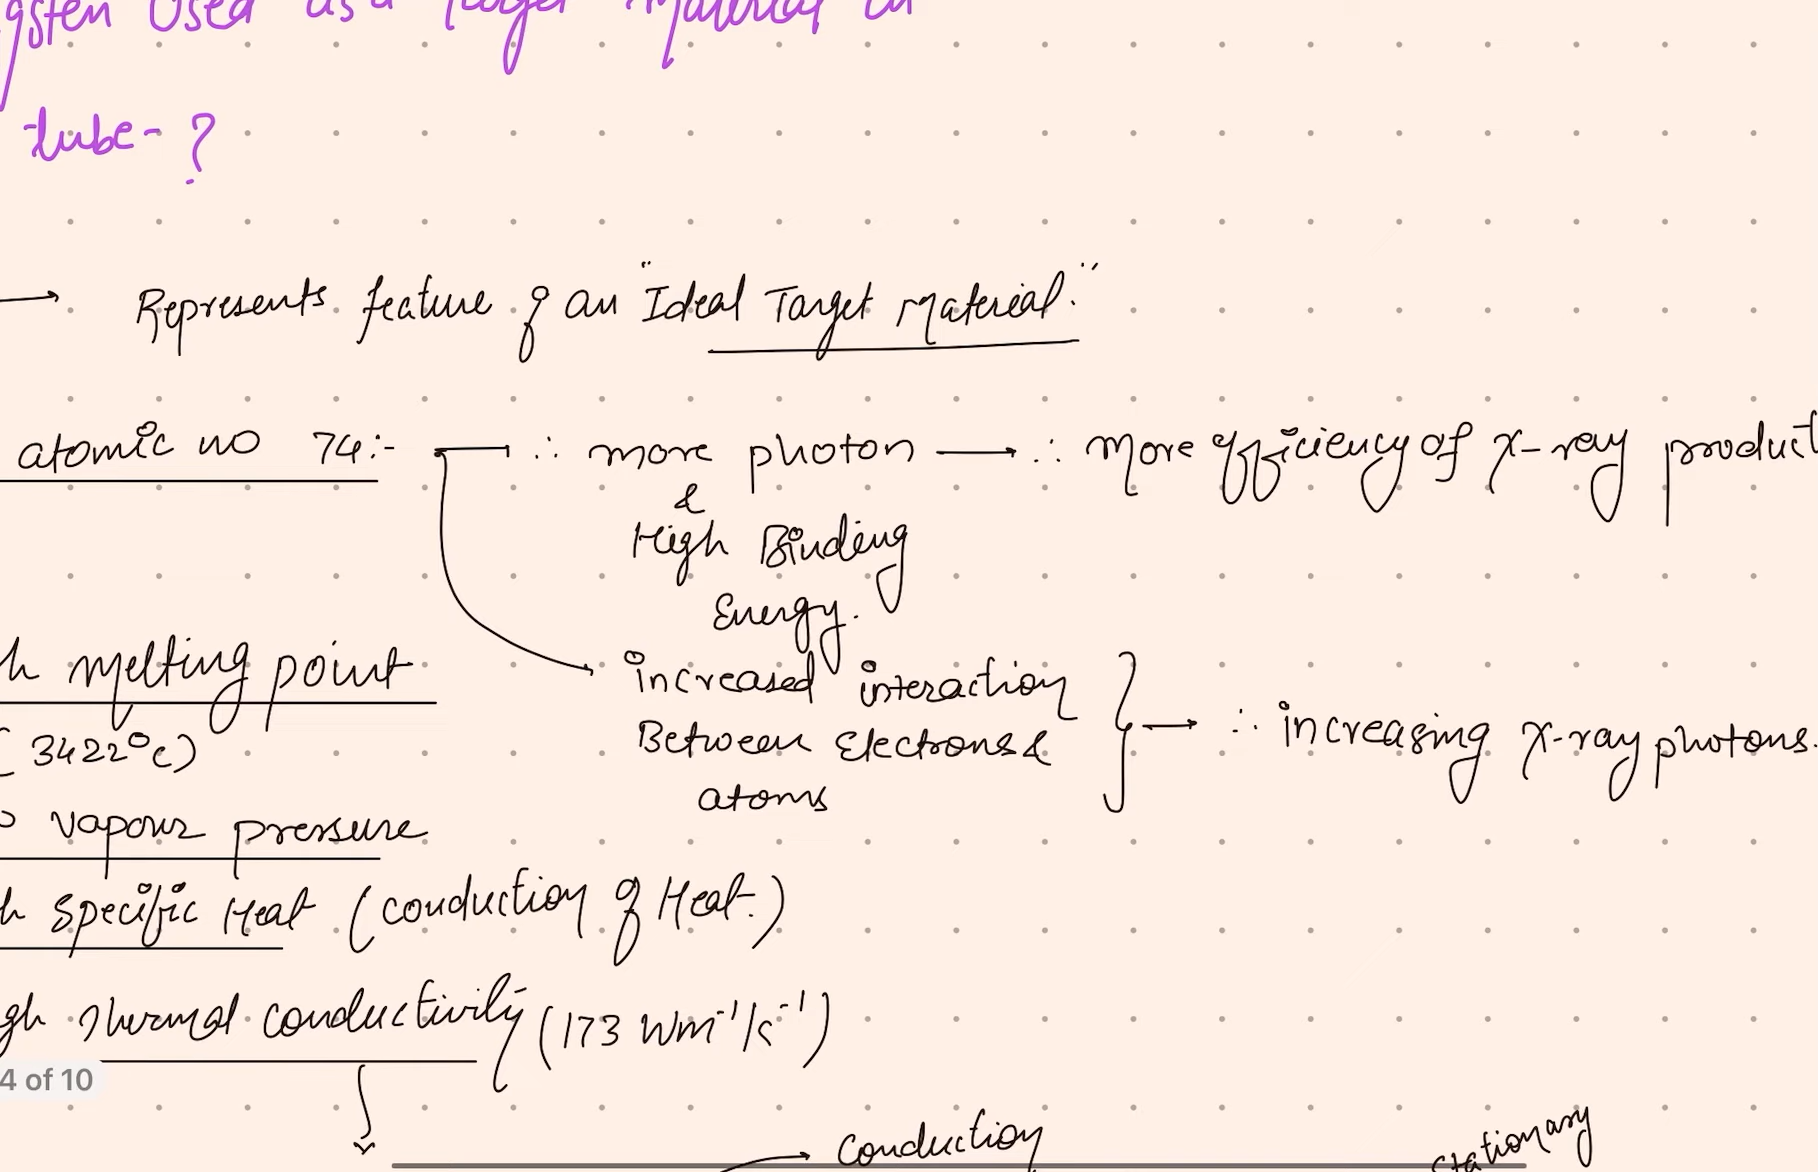 gsten Used as a Target Material in
tube- ?
→ Represents feature of an "Ideal Target Material."
atomic no 74:- → ∴ more photon → ∴ More efficiency of X-ray product
&
High Binding
Energy.
h melting point
increased interaction
(3422°c)
Between Electrons &
atoms
} → ∴ increasing X-ray photons.
o vapour pressure
h specific Heat (conduction of Heat.)
gh thermal conductivity (173 Wm⁻¹/k⁻¹)
4 of 10
Conduction
Stationary